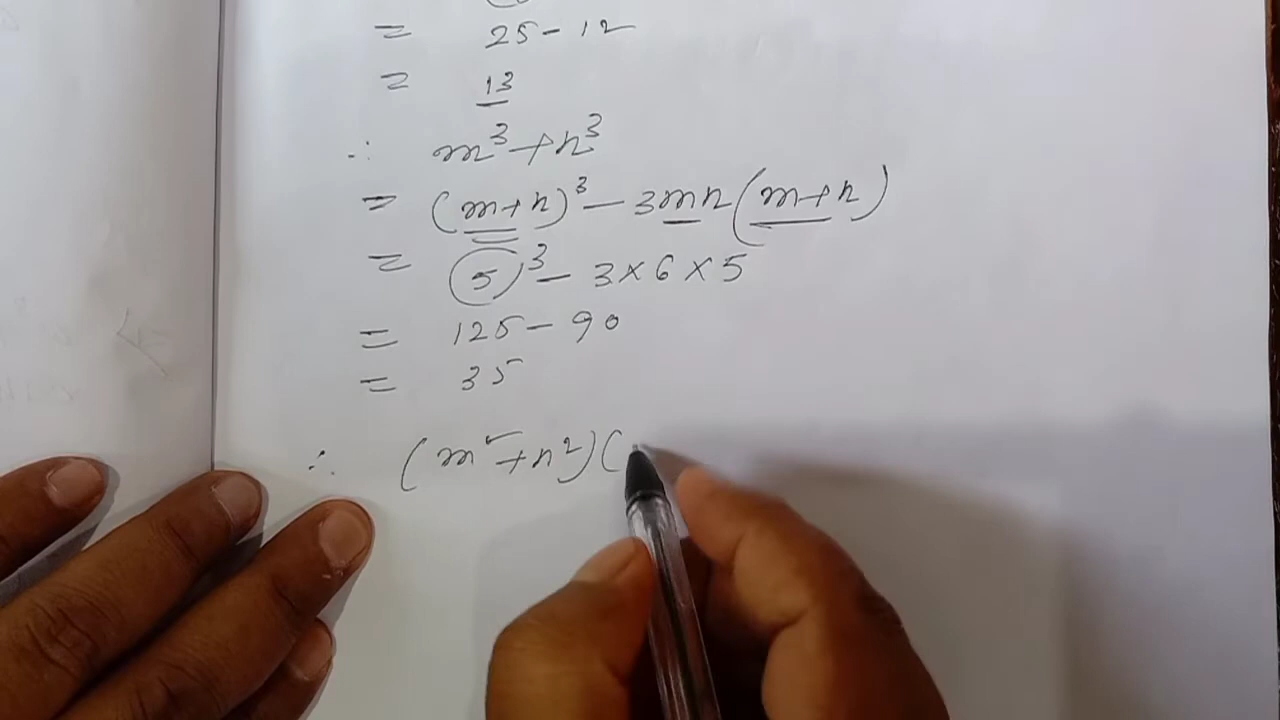 = 25 - 12
= 13
∴ m³ + n³
= (m+n)³ - 3mn(m+n)
= (5)³ - 3×6×5
= 125 - 90
= 35
∴ (m² + n²)(